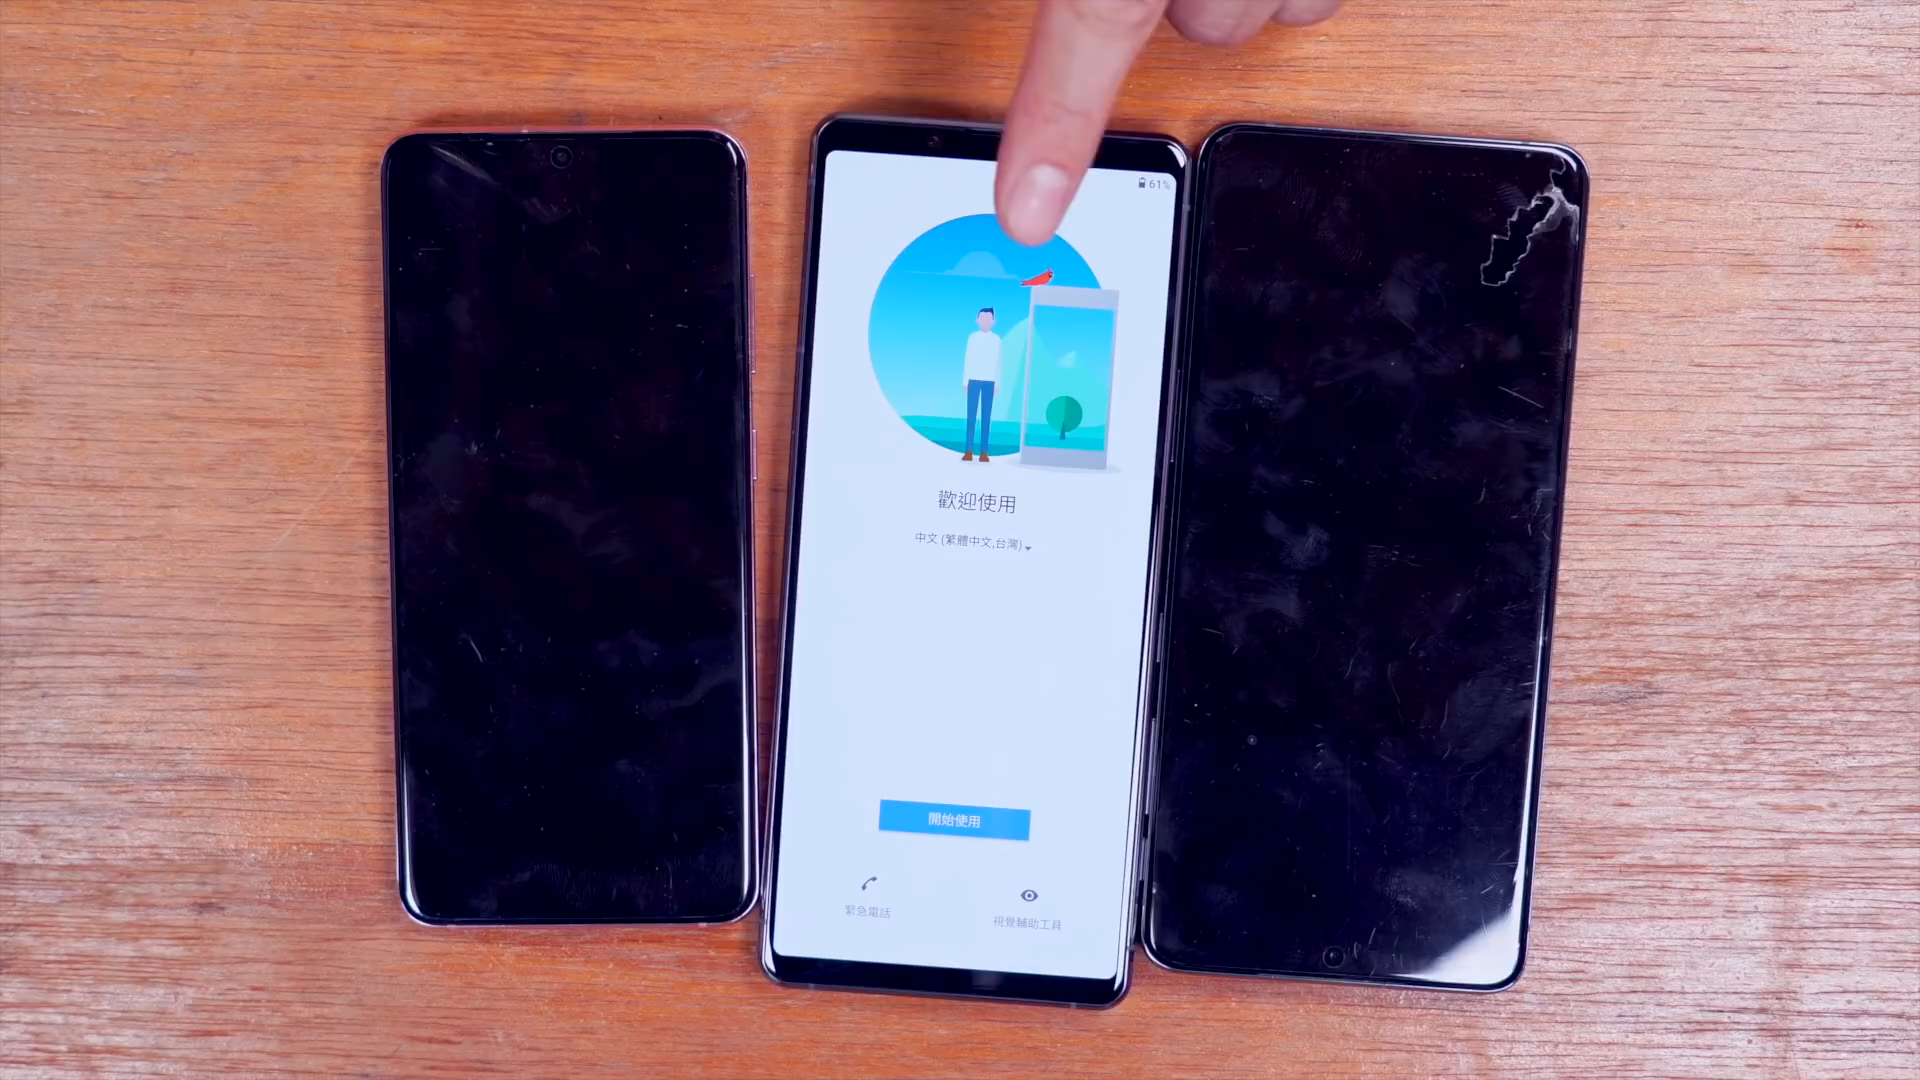 61%
歡迎使用
中文 (繁體中文,台灣)
開始使用
緊急電話
視覺輔助工具